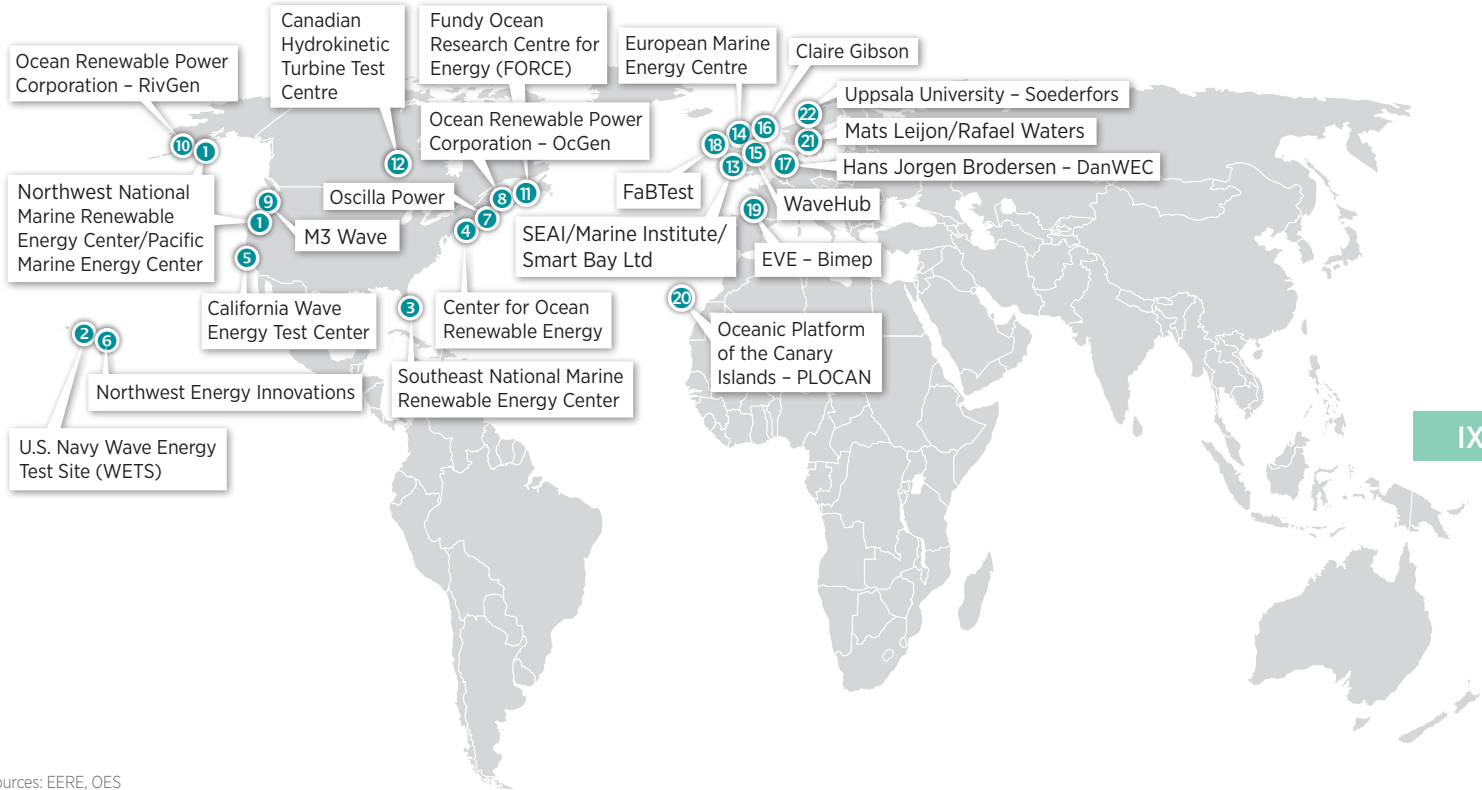 Ocean Renewable Power
Corporation – RivGen
Canadian
Hydrokinetic
Turbine Test
Centre
Fundy Ocean
Research Centre for
Energy (FORCE)
European Marine
Energy Centre
Claire Gibson
Uppsala University – Soederfors
Mats Leijon/Rafael Waters
Hans Jorgen Brodersen – DanWEC
Ocean Renewable Power
Corporation – OcGen
Oscilla Power
FaBTest
WaveHub
Northwest National
Marine Renewable
Energy Center/Pacific
Marine Energy Center
M3 Wave
SEAI/Marine Institute/
Smart Bay Ltd
EVE – Bimep
California Wave
Energy Test Center
Center for Ocean
Renewable Energy
Oceanic Platform
of the Canary
Islands – PLOCAN
Northwest Energy Innovations
Southeast National Marine
Renewable Energy Center
U.S. Navy Wave Energy
Test Site (WETS)
10
1
12
9
1
5
8
11
7
4
3
2
6
18
14
16
15
13
17
22
21
19
20
IX
ources: EERE, OES